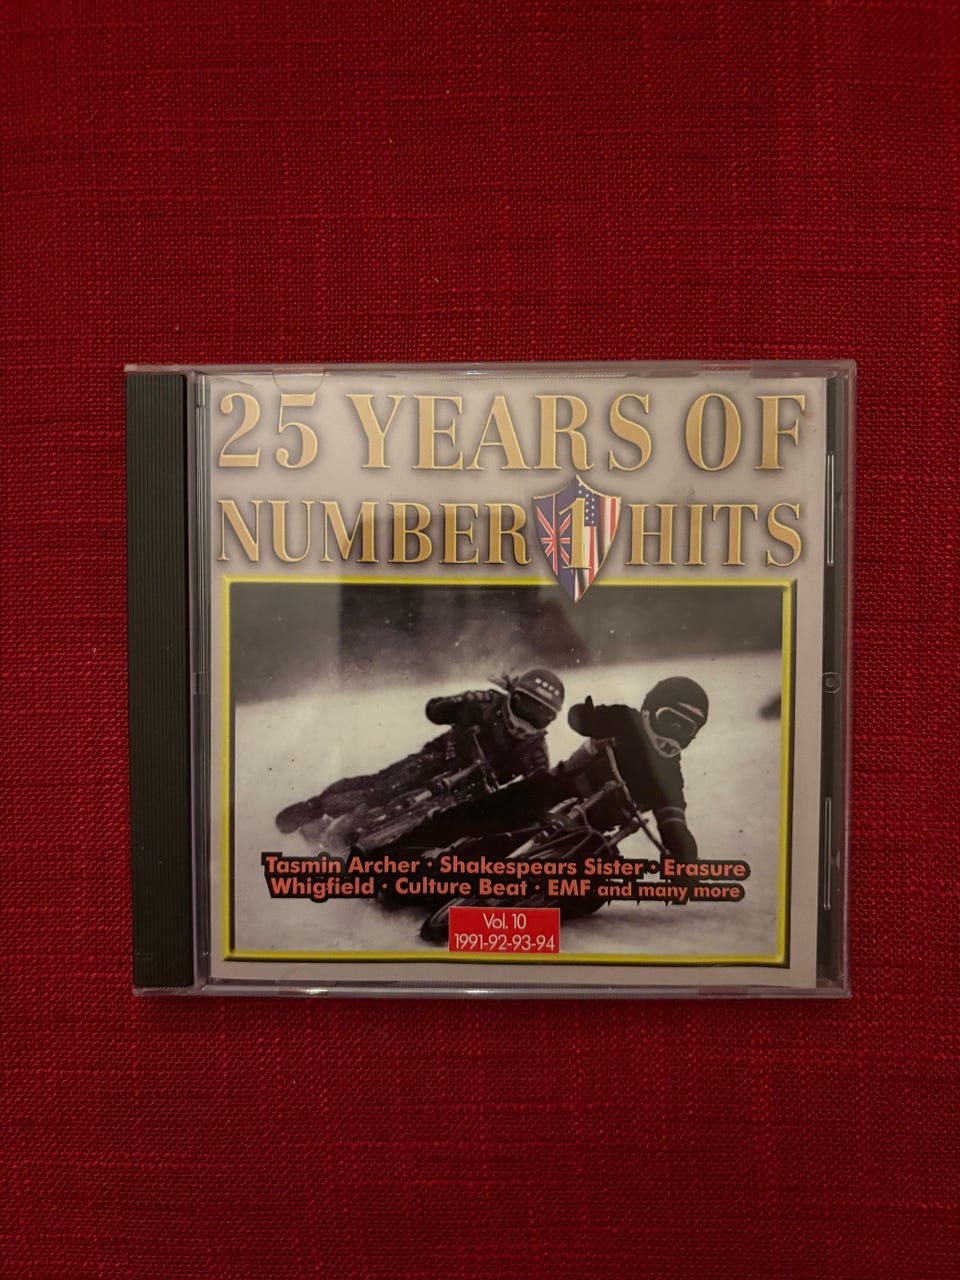 25 YEARS OF
NUMBER 1 HITS
Tasmin Archer · Shakespears Sister · Erasure
Whigfield · Culture Beat · EMF and many more
Vol. 10
1991-92-93-94